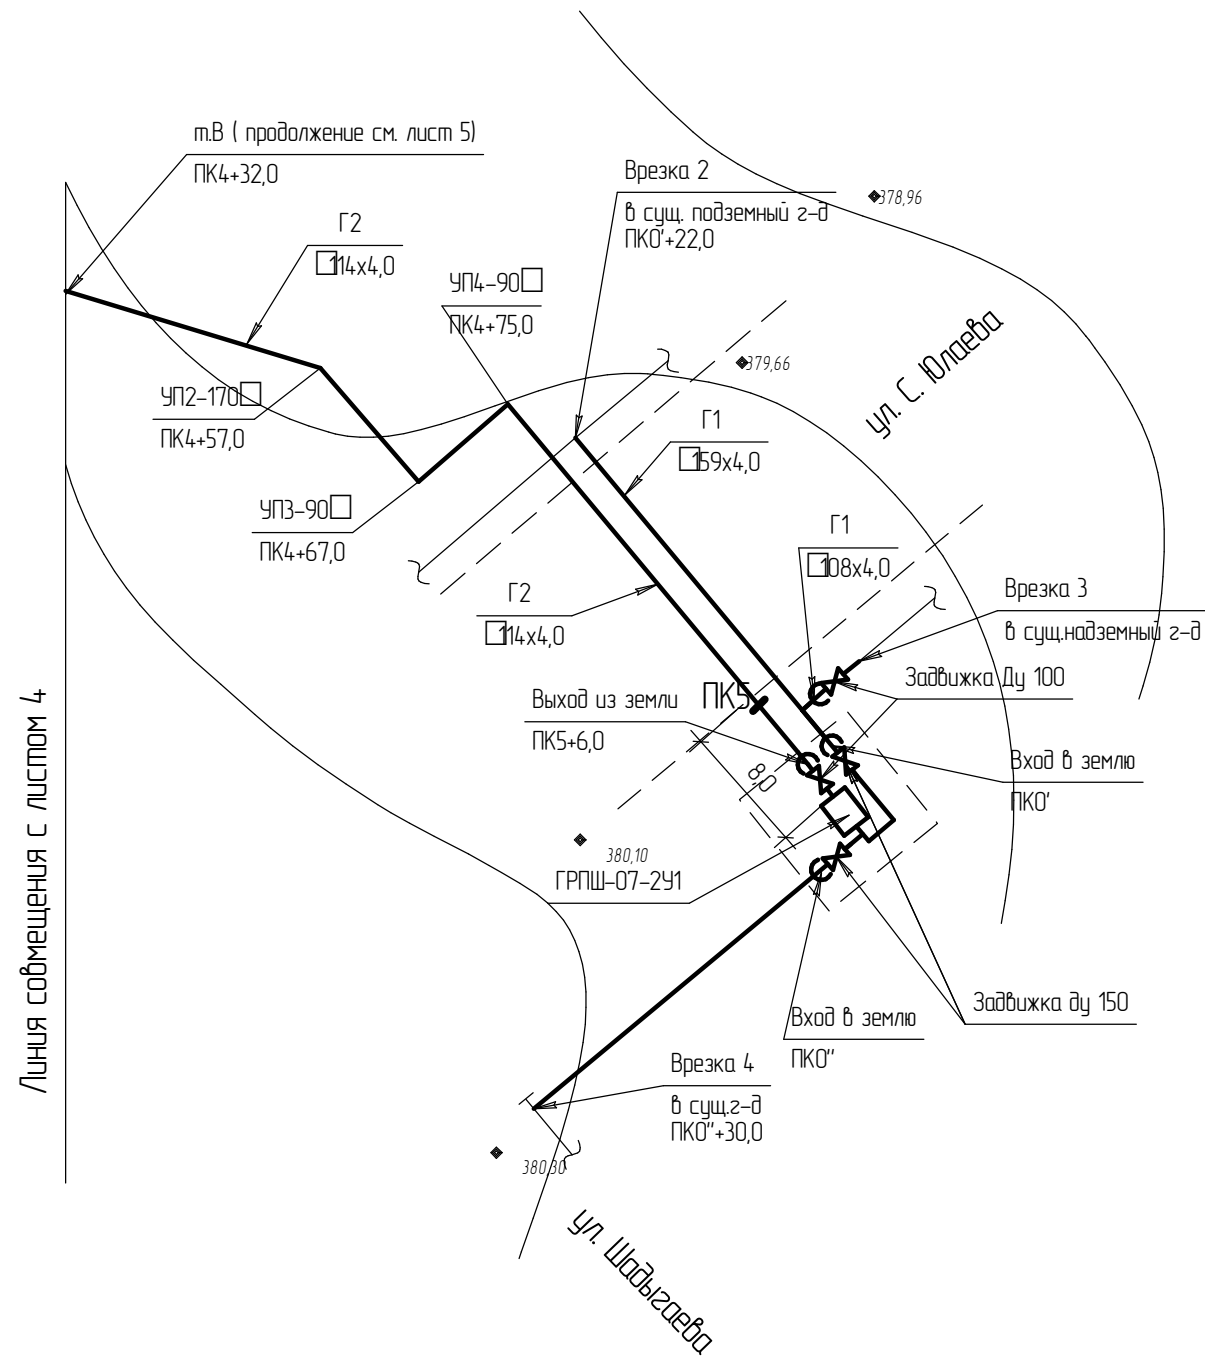 т.В ( продолжение см. лист 5)
ПК4+32,0
Г2
□114х4,0
УП4-90□
ПК4+75,0
Врезка 2
в сущ. подземный г-д
ПК0'+22,0
378,96
379,66
ул. С. Юлаева
УП2-170□
ПК4+57,0
УП3-90□
ПК4+67,0
Г1
□159х4,0
Г1
□108х4,0
Г2
□114х4,0
Врезка 3
в сущ.надземный г-д
Задвижка Ду 100
Выход из земли
ПК5+6,0
ПК5
8,0
Вход в землю
ПК0'
380,10
ГРПШ-07-2У1
Линия совмещения с листом 4
Задвижка ду 150
Вход в землю
ПК0''
Врезка 4
в сущ.г-д
ПК0''+30,0
380,30
ул. Шадыгаева